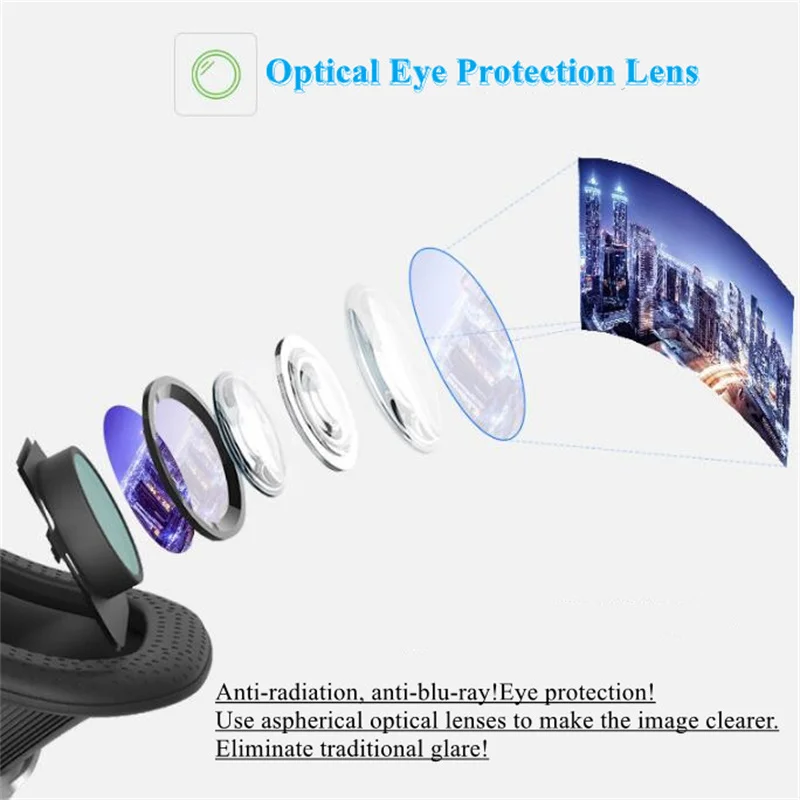 Optical Eye Protection Lens
Anti-radiation, anti-blu-ray!Eye protection!
Use aspherical optical lenses to make the image clearer.
Eliminate traditional glare!